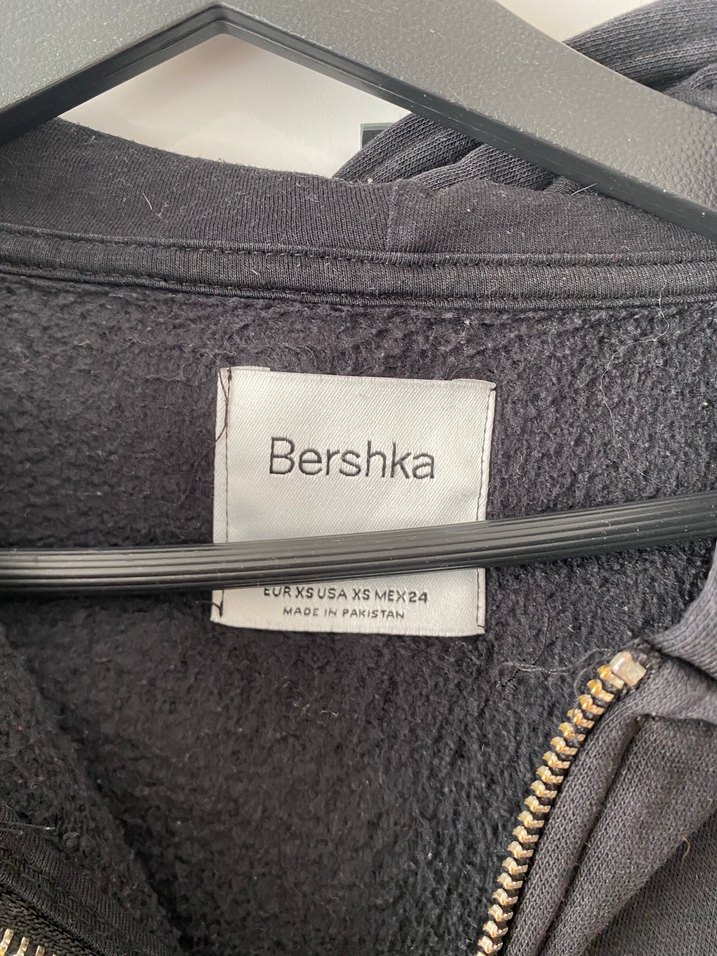 Bershka
EUR XS USA XS MEX 24
MADE IN PAKISTAN